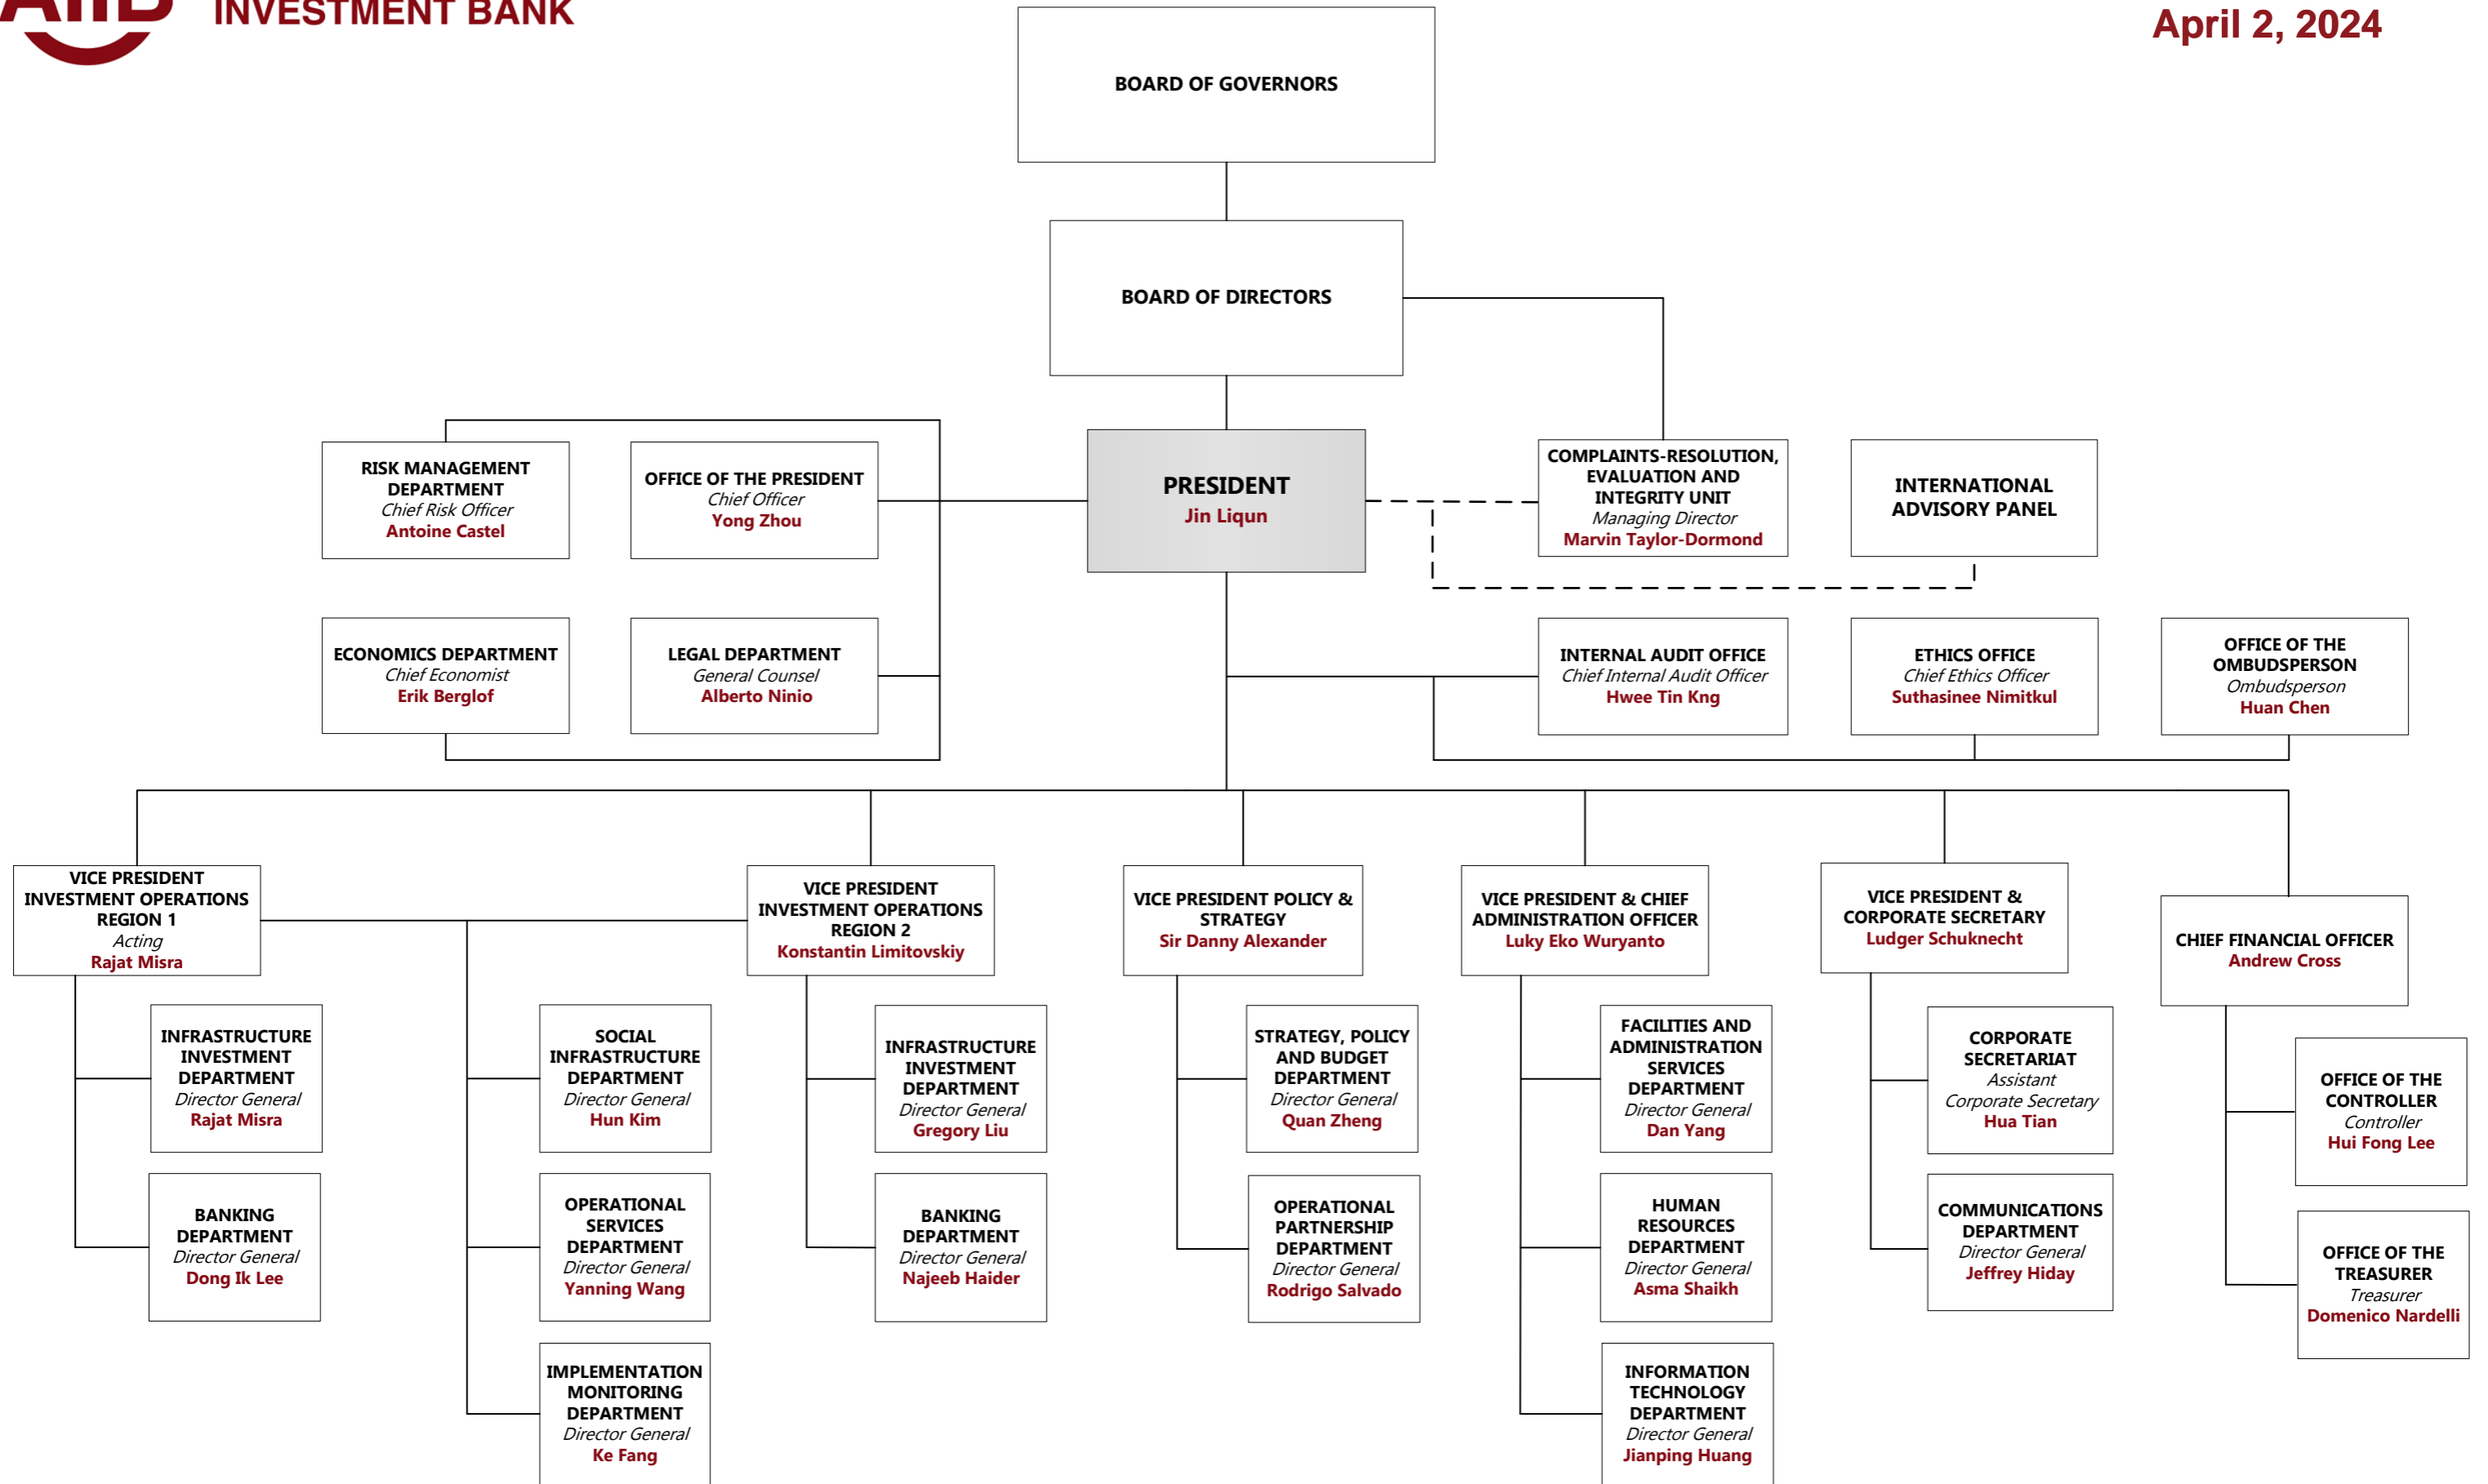 AIIB
INVESTMENT BANK
April 2, 2024
BOARD OF GOVERNORS
BOARD OF DIRECTORS
RISK MANAGEMENT
DEPARTMENT
Chief Risk Officer
Antoine Castel
OFFICE OF THE PRESIDENT
Chief Officer
Yong Zhou
PRESIDENT
Jin Liqun
COMPLAINTS-RESOLUTION,
EVALUATION AND
INTEGRITY UNIT
Managing Director
Marvin Taylor-Dormond
INTERNATIONAL
ADVISORY PANEL
ECONOMICS DEPARTMENT
Chief Economist
Erik Berglof
LEGAL DEPARTMENT
General Counsel
Alberto Ninio
INTERNAL AUDIT OFFICE
Chief Internal Audit Officer
Hwee Tin Kng
ETHICS OFFICE
Chief Ethics Officer
Suthasinee Nimitkul
OFFICE OF THE
OMBUDSPERSON
Ombudsperson
Huan Chen
VICE PRESIDENT
INVESTMENT OPERATIONS
REGION 1
Acting
Rajat Misra
VICE PRESIDENT
INVESTMENT OPERATIONS
REGION 2
Konstantin Limitovskiy
VICE PRESIDENT POLICY &
STRATEGY
Sir Danny Alexander
VICE PRESIDENT & CHIEF
ADMINISTRATION OFFICER
Luky Eko Wuryanto
VICE PRESIDENT &
CORPORATE SECRETARY
Ludger Schuknecht
CHIEF FINANCIAL OFFICER
Andrew Cross
INFRASTRUCTURE
INVESTMENT
DEPARTMENT
Director General
Rajat Misra
SOCIAL
INFRASTRUCTURE
DEPARTMENT
Director General
Hun Kim
INFRASTRUCTURE
INVESTMENT
DEPARTMENT
Director General
Gregory Liu
STRATEGY, POLICY
AND BUDGET
DEPARTMENT
Director General
Quan Zheng
FACILITIES AND
ADMINISTRATION
SERVICES
DEPARTMENT
Director General
Dan Yang
CORPORATE
SECRETARIAT
Assistant
Corporate Secretary
Hua Tian
OFFICE OF THE
CONTROLLER
Controller
Hui Fong Lee
BANKING
DEPARTMENT
Director General
Dong Ik Lee
OPERATIONAL
SERVICES
DEPARTMENT
Director General
Yanning Wang
BANKING
DEPARTMENT
Director General
Najeeb Haider
OPERATIONAL
PARTNERSHIP
DEPARTMENT
Director General
Rodrigo Salvado
HUMAN
RESOURCES
DEPARTMENT
Director General
Asma Shaikh
COMMUNICATIONS
DEPARTMENT
Director General
Jeffrey Hiday
OFFICE OF THE
TREASURER
Treasurer
Domenico Nardelli
IMPLEMENTATION
MONITORING
DEPARTMENT
Director General
Ke Fang
INFORMATION
TECHNOLOGY
DEPARTMENT
Director General
Jianping Huang